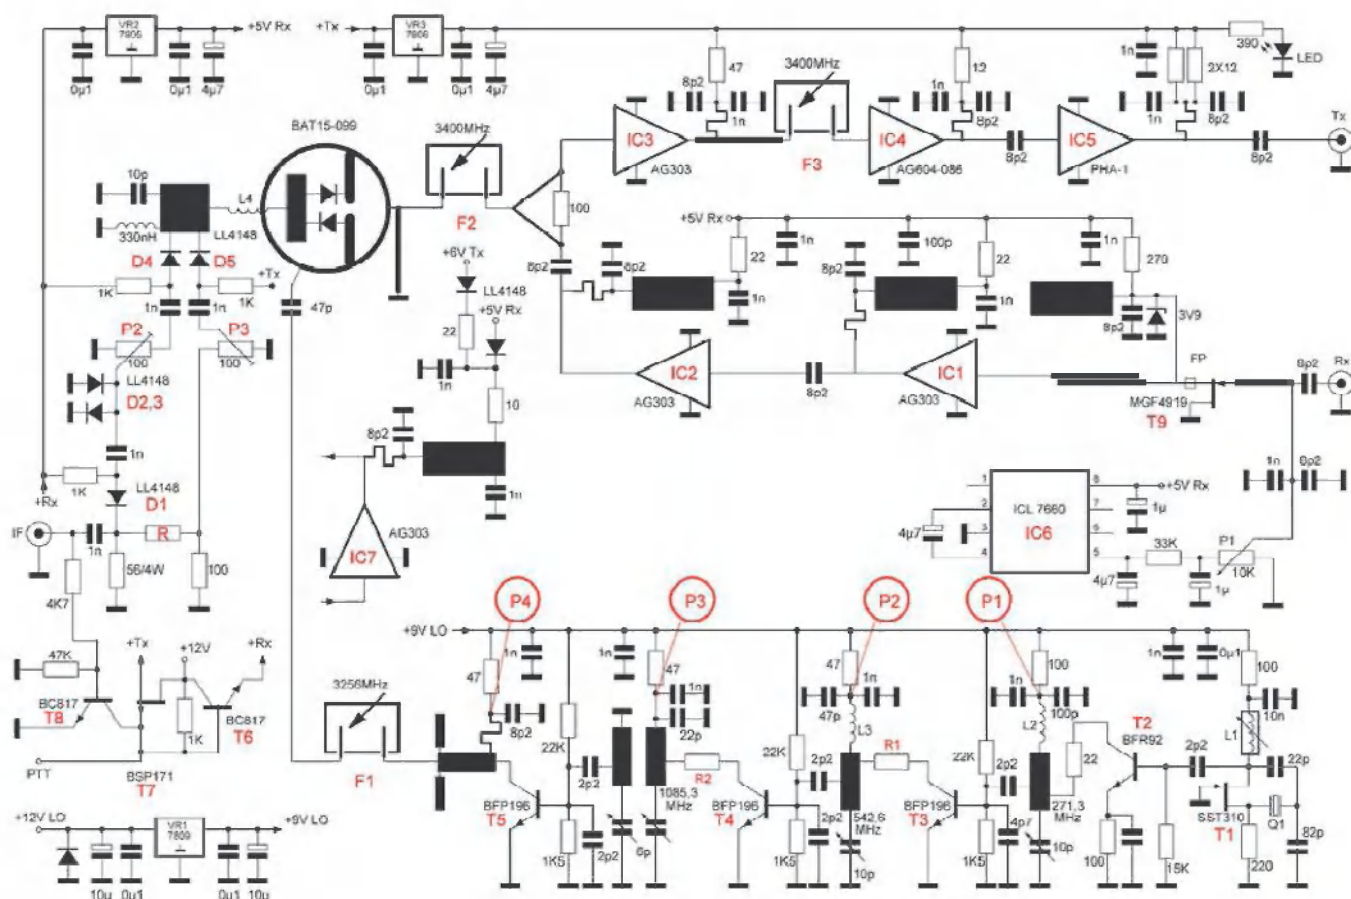 VR2
7805
+5V Rx
+Tx
VR3
7806
0µ1
0µ1
4µ7
0µ1
0µ1
4µ7
47
8p2
1n
3400MHz
12
1n
8p2
1n
2X12
390
LED
1n
8p2
Tx
BAT15-099
3400MHz
IC3
AG303
F3
IC4
AG604-086
8p2
IC5
PHA-1
8p2
10p
L4
330nH
LL4148
F2
100
+5V Rx
22
1n
100p
22
1n
270
D4
D5
+Tx
1K
1K
1n
1n
47p
+6V Tx
LL4148
+5V Rx
22
1n
10
8p2
8p2
1n
8p2
1n
8p2
3V9
P2
P3
100
100
LL4148
D2,3
IC2
AG303
8p2
IC1
AG303
FP
MGF4919
T9
8p2
Rx
1n
1K
+Rx
LL4148
D1
8p2
1n
1n
8p2
IF
1n
R
56/4W
100
4K7
IC7
AG303
ICL 7660
IC6
1
2
3
4
8
7
6
5
+5V Rx
1µ
4µ7
33K
P1
10K
4µ7
1µ
P4
P3
P2
P1
+9V LO
47K
+Tx
+12V
+Rx
BC817
T8
1K
BC817
T6
PTT
BSP171
T7
3256MHz
F1
47
1n
8p2
22K
1n
47
1n
22p
2p2
1085,3
MHz
R2
BFP196
T5
1K5
2p2
6p
47
1n
47p
L3
22K
2p2
R1
BFP196
T4
1K5
2p2
542,6
MHz
10p
100
1n
100p
L2
22K
2p2
22
BFP196
T3
1K5
4p7
271,3
MHz
10p
T2
BFR92
100
15K
1n
0µ1
100
10n
L1
2p2
22p
SST310
T1
Q1
220
82p
+12V LO
VR1
7809
+9V LO
10µ
0µ1
0µ1
10µ